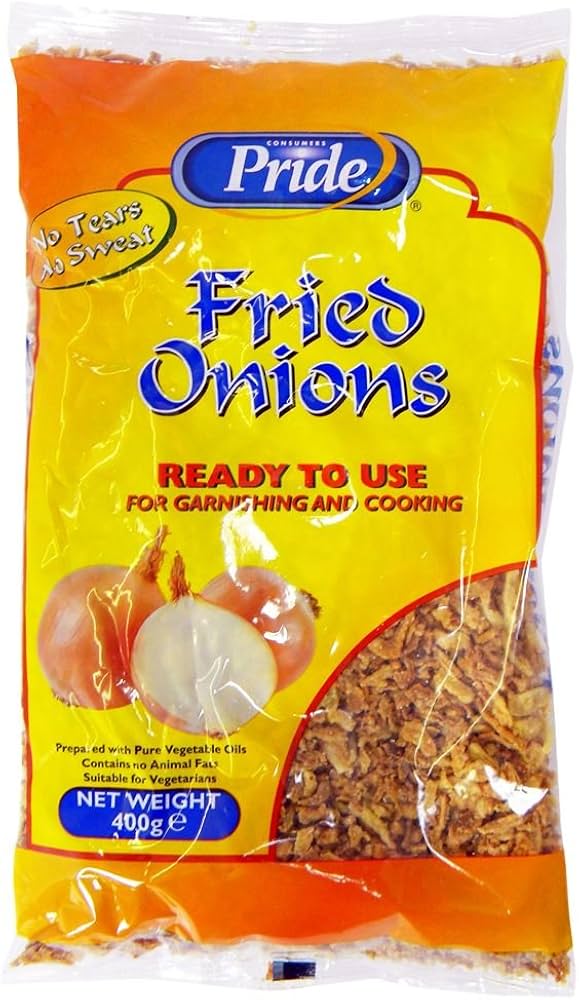 CONSUMERS
Pride
®
No Tears
No Sweat
Fried
Onions
READY TO USE
FOR GARNISHING AND COOKING
Prepared with Pure Vegetable Oils
Contains no Animal Fats
Suitable for Vegetarians
NET WEIGHT
400g e